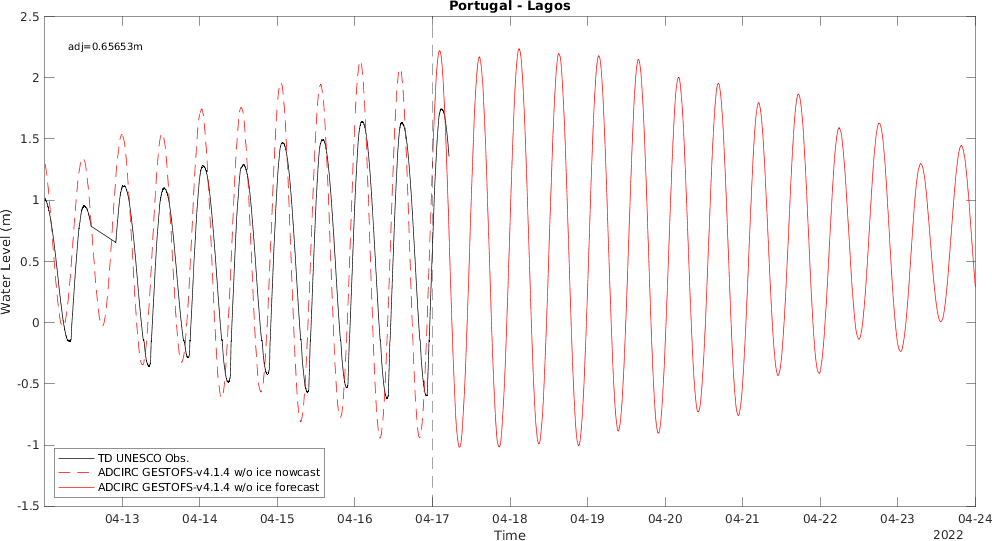 Portugal - Lagos
adj=0.65653m
2.5
2
1.5
1
0.5
0
-0.5
-1
-1.5
Water Level (m)
TD UNESCO Obs.
ADCIRC GESTOFS-v4.1.4 w/o ice nowcast
ADCIRC GESTOFS-v4.1.4 w/o ice forecast
04-13 04-14 04-15 04-16 04-17 04-18 04-19 04-20 04-21 04-22 04-23 04-24
Time
2022